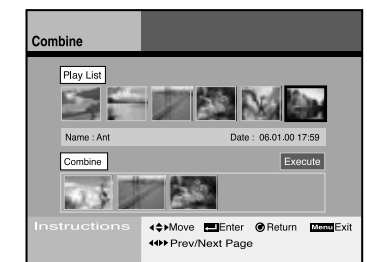 Combine
Play List
Name : Ant Date : 06.01.00 17:59
Combine Execute
Instructions Move Enter Return Menu Exit
Prev/Next Page